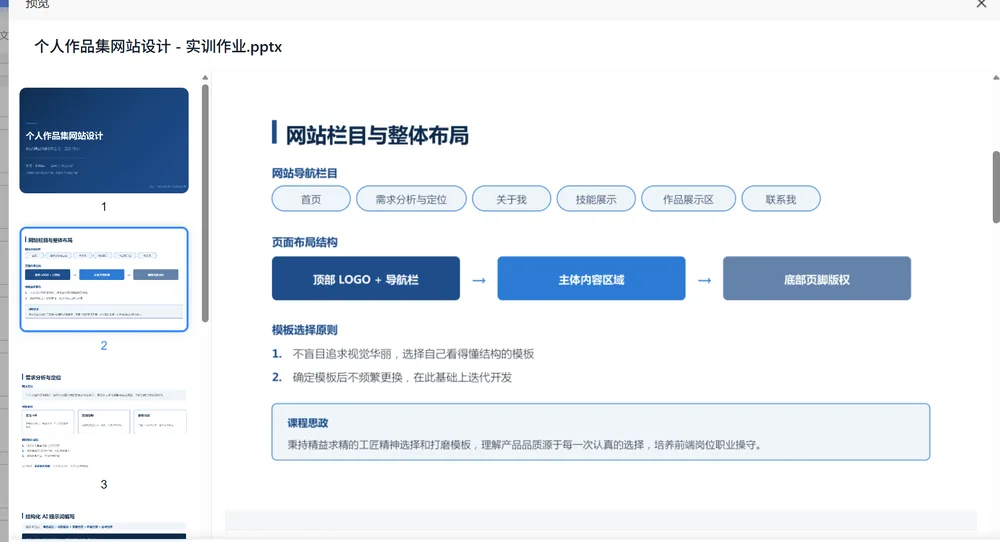 预览
个人作品集网站设计 - 实训作业.pptx
个人作品集网站设计
1
网站栏目与整体布局
2
需求分析与定位
3
结构化 AI 提示词编写
网站栏目与整体布局
网站导航栏目
首页
需求分析与定位
关于我
技能展示
作品展示区
联系我
页面布局结构
顶部 LOGO + 导航栏
→
主体内容区域
→
底部页脚版权
模板选择原则
1. 不盲目追求视觉华丽，选择自己看得懂结构的模板
2. 确定模板后不频繁更换，在此基础上迭代开发
课程思政
秉持精益求精的工匠精神选择和打磨模板，理解产品品质源于每一次认真的选择，培养前端岗位职业操守。